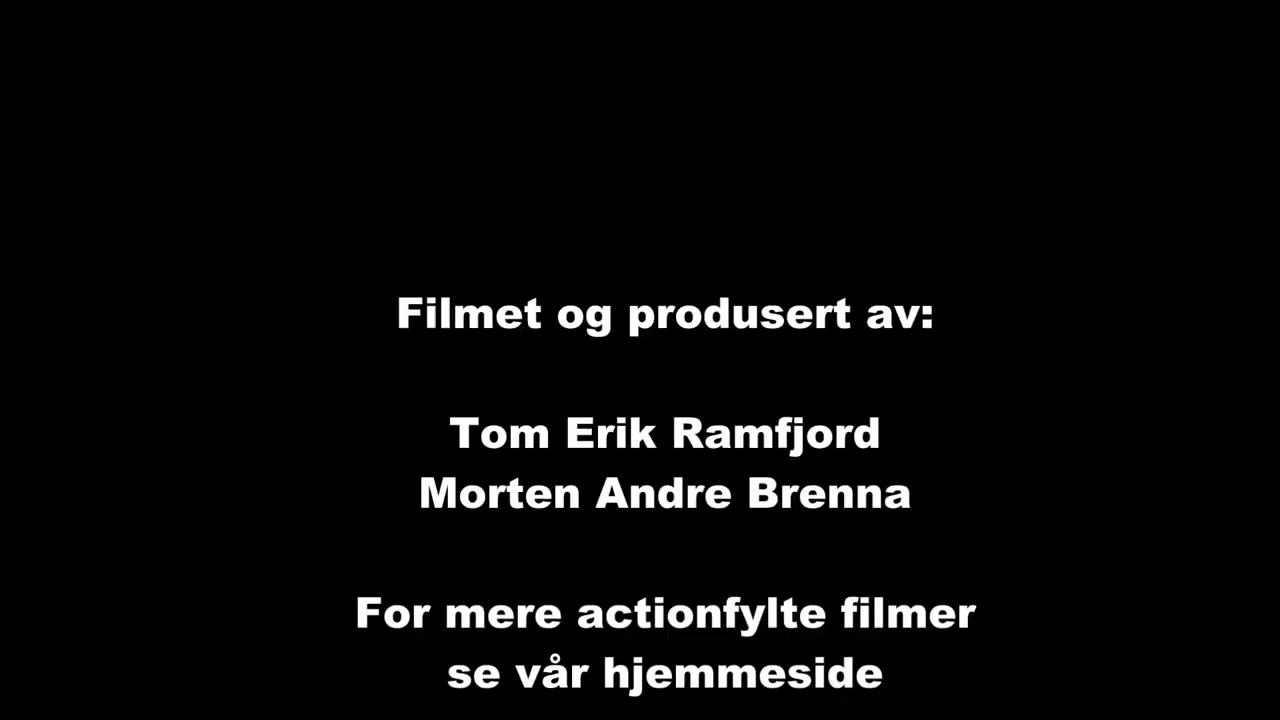 Filmet og produsert av:
Tom Erik Ramfjord
Morten Andre Brenna
For mere actionfylte filmer
se vår hjemmeside